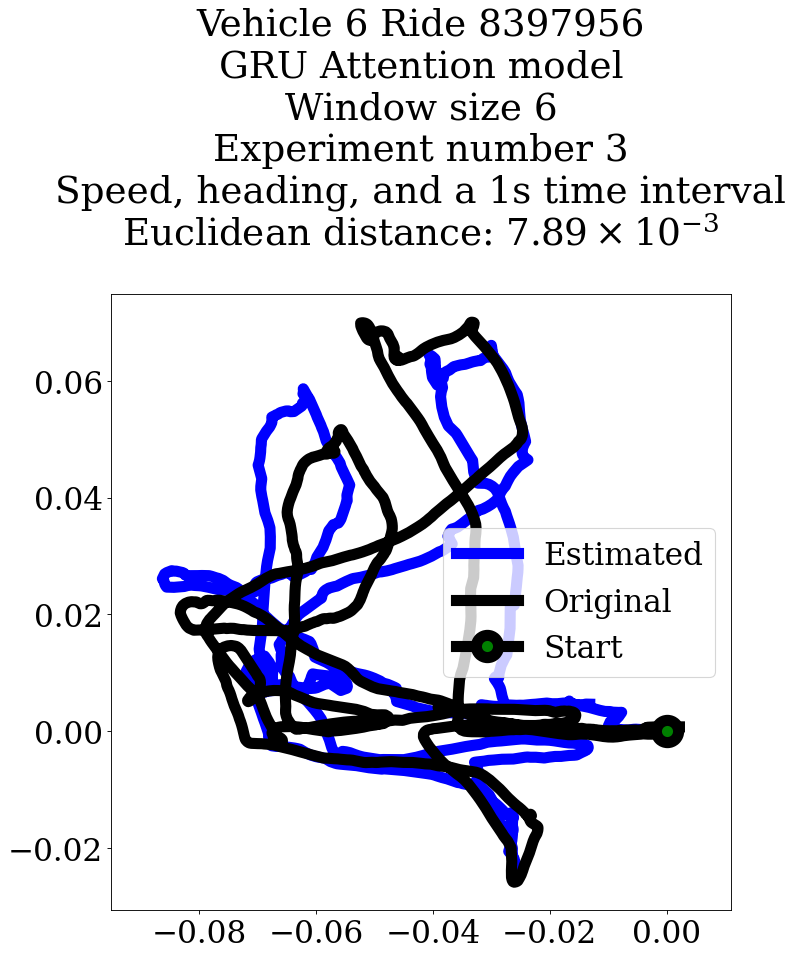 Vehicle 6 Ride 8397956
GRU Attention model
Window size 6
Experiment number 3
Speed, heading, and a 1s time interval
Euclidean distance: 7.89 × 10⁻³
0.06
0.04
0.02
0.00
−0.02
Estimated
Original
Start
−0.08 −0.06 −0.04 −0.02 0.00